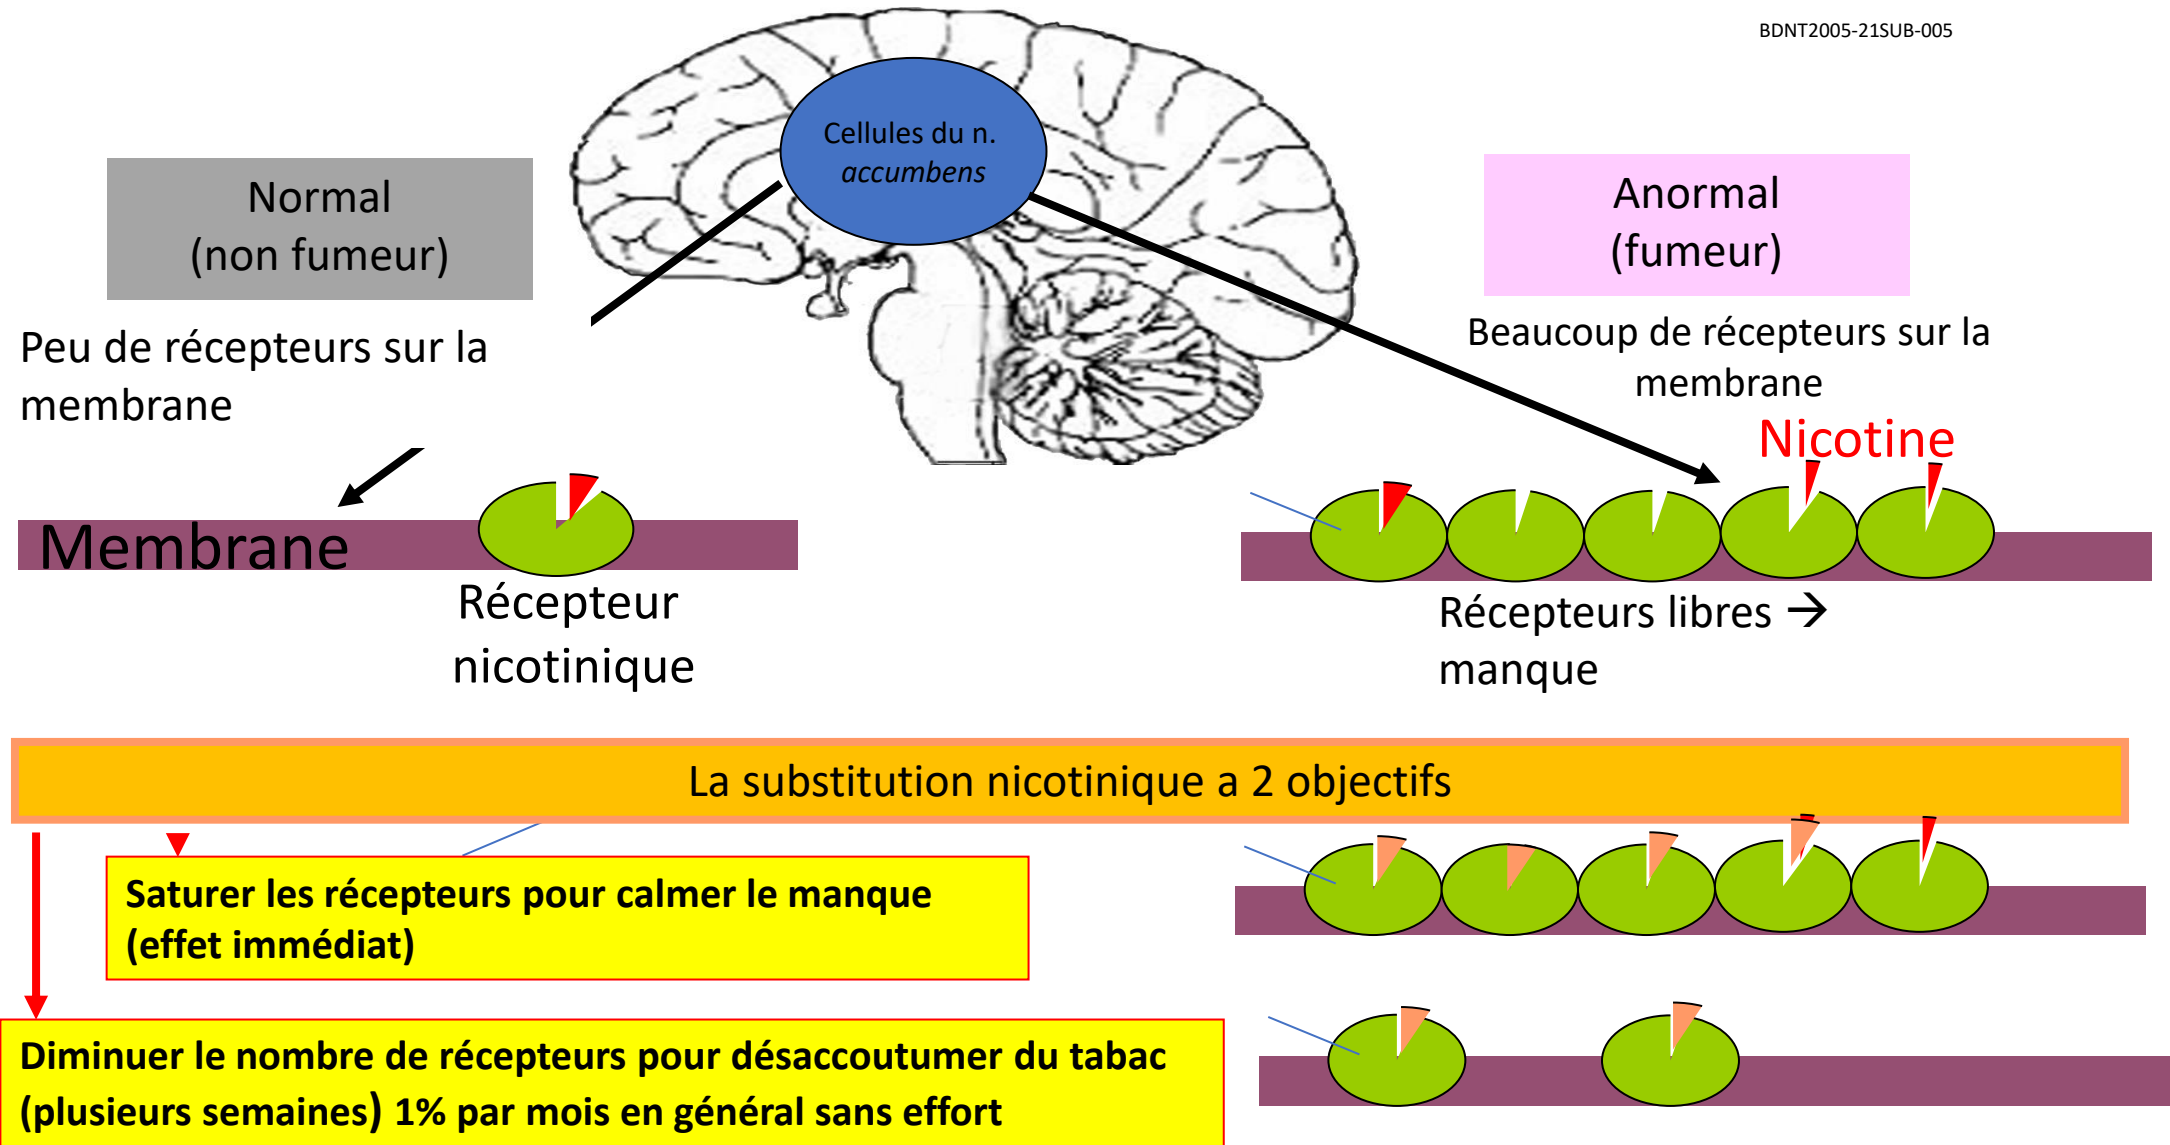 BDNT2005-21SUB-005
Cellules du n.
accumbens
Normal
(non fumeur)
Anormal
(fumeur)
Peu de récepteurs sur la
membrane
Beaucoup de récepteurs sur la
membrane
Nicotine
Membrane
Récepteur
nicotinique
Récepteurs libres →
manque
La substitution nicotinique a 2 objectifs
Saturer les récepteurs pour calmer le manque
(effet immédiat)
Diminuer le nombre de récepteurs pour désaccoutumer du tabac
(plusieurs semaines) 1% par mois en général sans effort